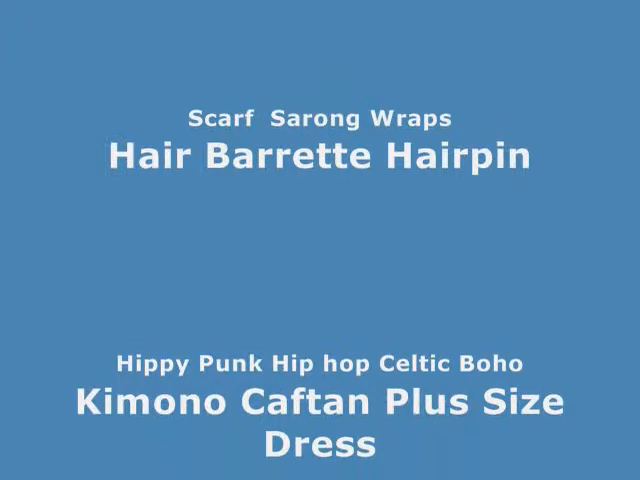 Scarf  Sarong Wraps
Hair Barrette Hairpin
Hippy Punk Hip hop Celtic Boho
Kimono Caftan Plus Size
Dress